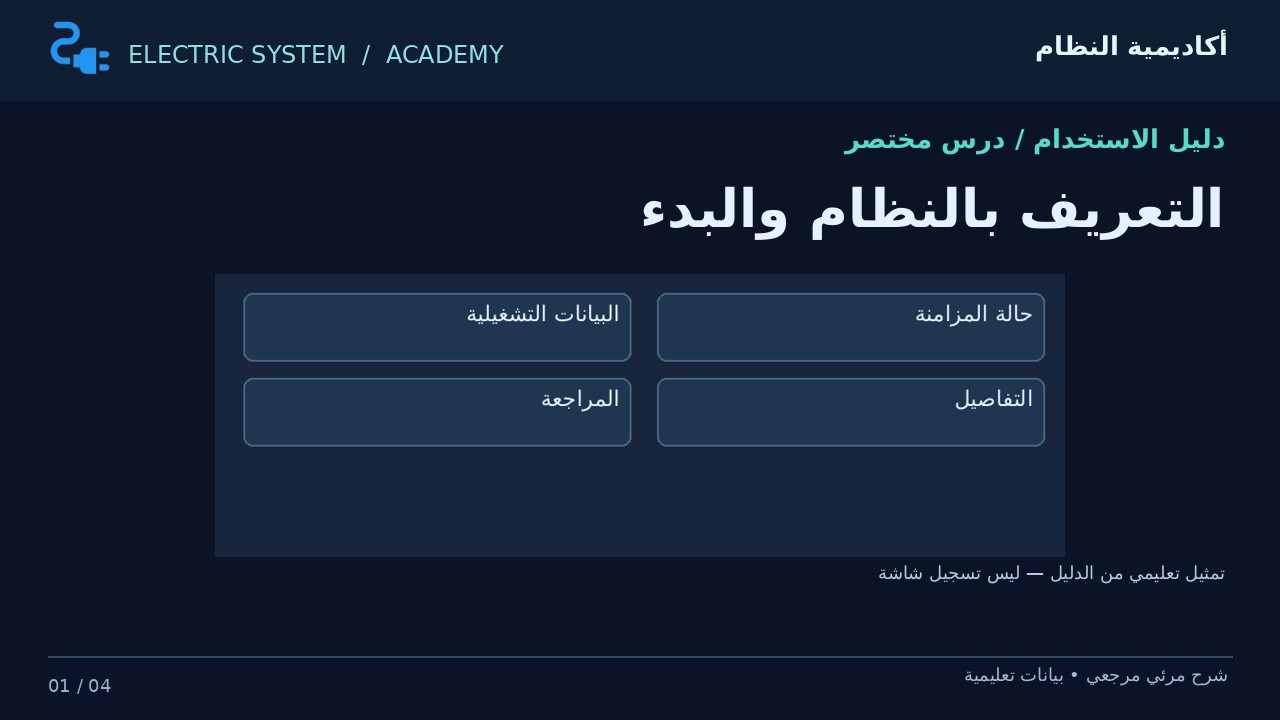 أكاديمية النظام
ELECTRIC SYSTEM / ACADEMY
دليل الاستخدام / درس مختصر
التعريف بالنظام والبدء
حالة المزامنة
البيانات التشغيلية
التفاصيل
المراجعة
تمثيل تعليمي من الدليل — ليس تسجيل شاشة
شرح مرئي مرجعي • بيانات تعليمية
01 / 04